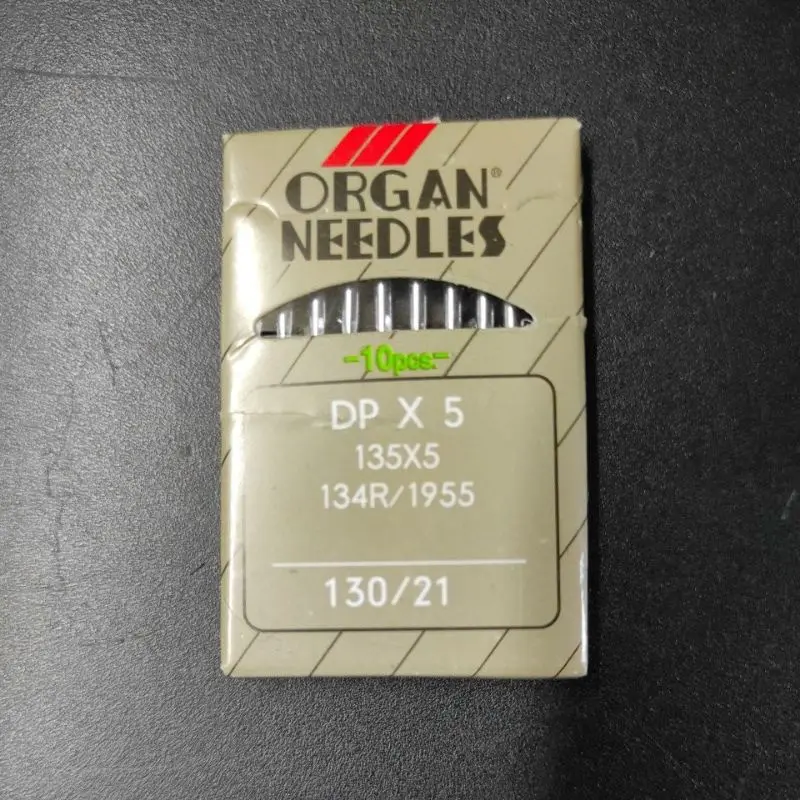 ORGAN®
NEEDLES
-10pcs.-
DP X 5
135X5
134R/1955
130/21